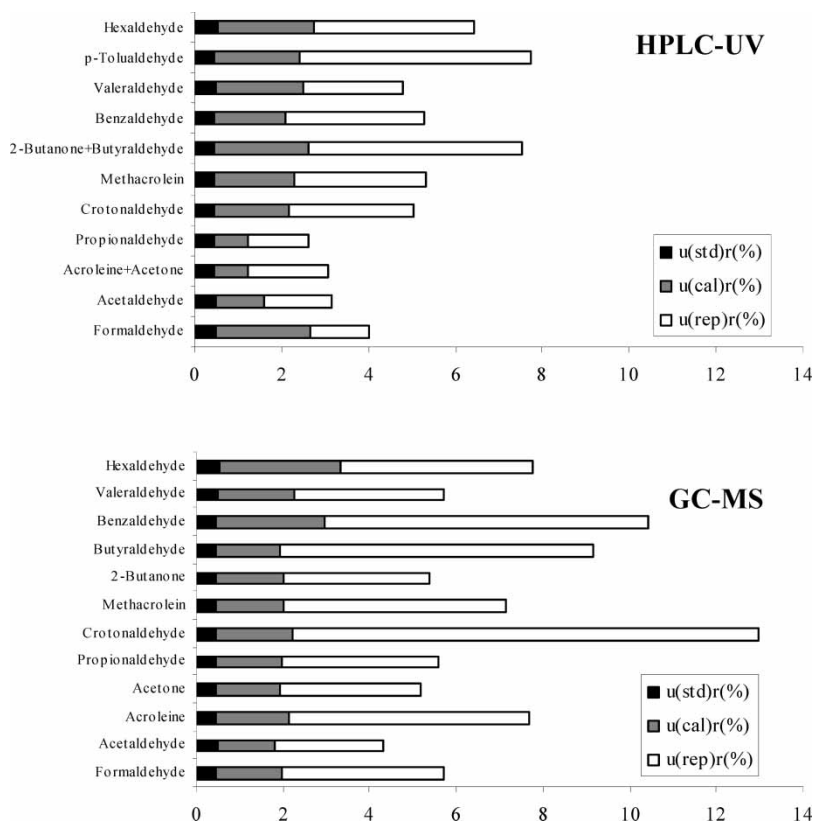 HPLC-UV
Hexaldehyde
p-Tolualdehyde
Valeraldehyde
Benzaldehyde
2-Butanone+Butyraldehyde
Methacrolein
Crotonaldehyde
Propionaldehyde
Acroleine+Acetone
Acetaldehyde
Formaldehyde
u(std)r(%)
u(cal)r(%)
u(rep)r(%)
0 2 4 6 8 10 12 14
GC-MS
Hexaldehyde
Valeraldehyde
Benzaldehyde
Butyraldehyde
2-Butanone
Methacrolein
Crotonaldehyde
Propionaldehyde
Acetone
Acroleine
Acetaldehyde
Formaldehyde
u(std)r(%)
u(cal)r(%)
u(rep)r(%)
0 2 4 6 8 10 12 14